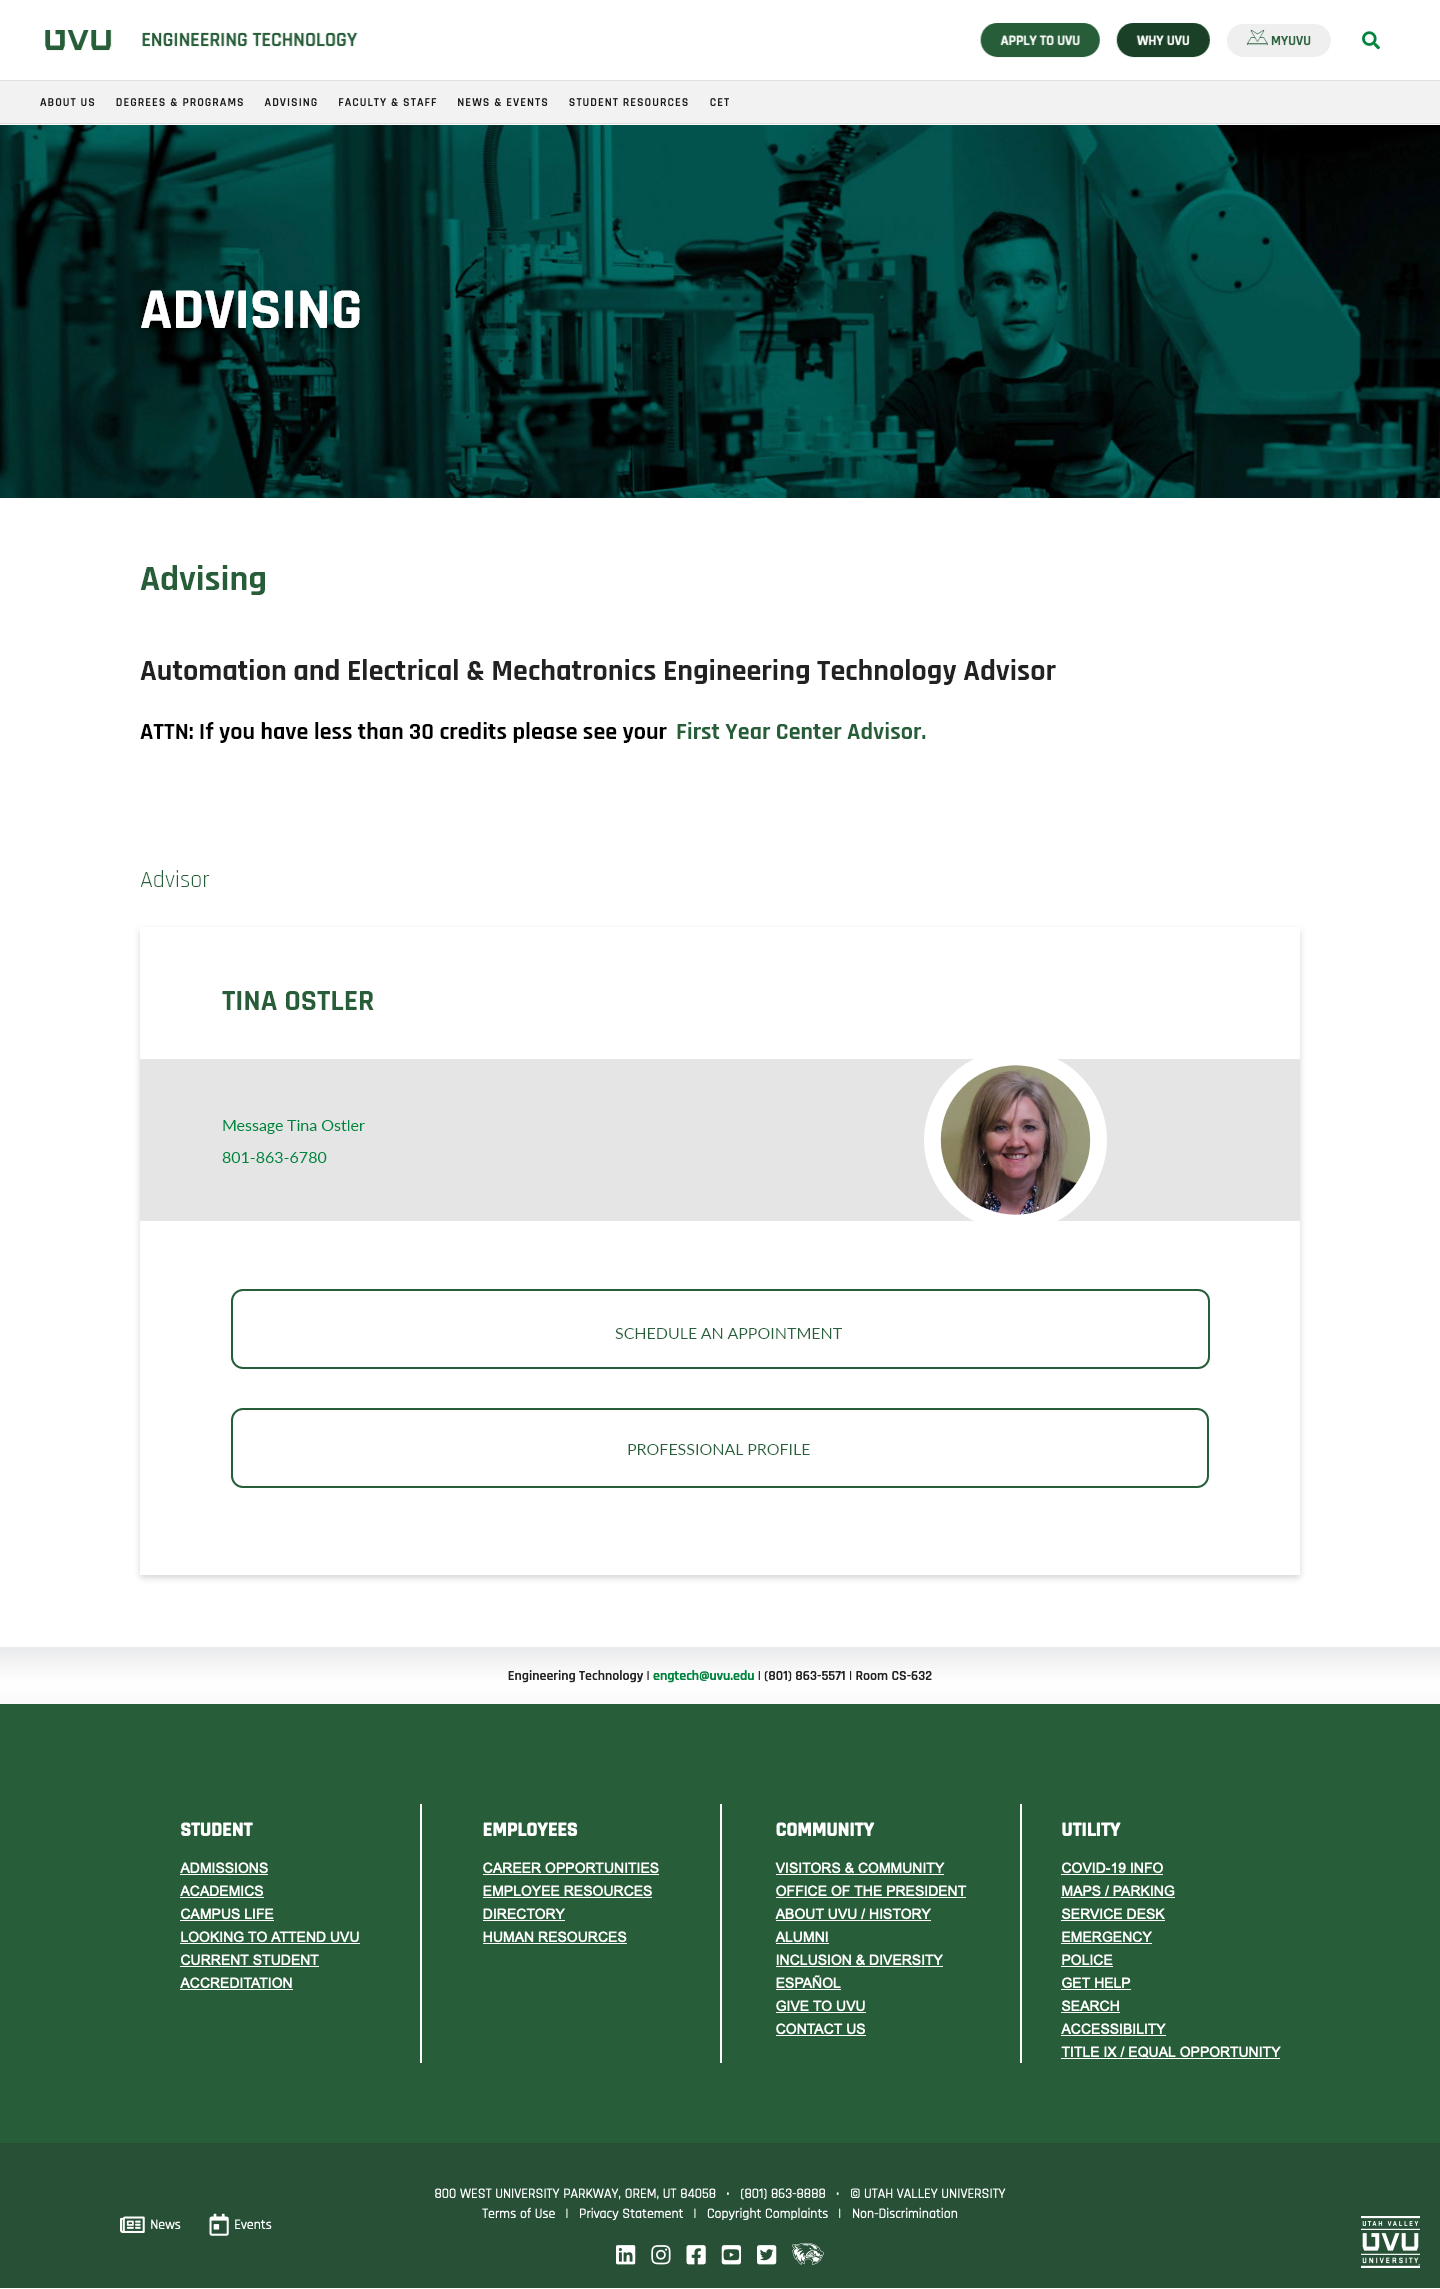 UVU ENGINEERING TECHNOLOGY APPLY TO UVU WHY UVU MYUVU
ABOUT US DEGREES & PROGRAMS ADVISING FACULTY & STAFF NEWS & EVENTS STUDENT RESOURCES CET
ADVISING
Advising
Automation and Electrical & Mechatronics Engineering Technology Advisor
ATTN: If you have less than 30 credits please see your First Year Center Advisor.
Advisor
TINA OSTLER
Message Tina Ostler
801-863-6780
SCHEDULE AN APPOINTMENT
PROFESSIONAL PROFILE
Engineering Technology | engtech@uvu.edu | (801) 863-5571 | Room CS-632
STUDENT
ADMISSIONS
ACADEMICS
CAMPUS LIFE
LOOKING TO ATTEND UVU
CURRENT STUDENT
ACCREDITATION
EMPLOYEES
CAREER OPPORTUNITIES
EMPLOYEE RESOURCES
DIRECTORY
HUMAN RESOURCES
COMMUNITY
VISITORS & COMMUNITY
OFFICE OF THE PRESIDENT
ABOUT UVU / HISTORY
ALUMNI
INCLUSION & DIVERSITY
ESPAÑOL
GIVE TO UVU
CONTACT US
UTILITY
COVID-19 INFO
MAPS / PARKING
SERVICE DESK
EMERGENCY
POLICE
GET HELP
SEARCH
ACCESSIBILITY
TITLE IX / EQUAL OPPORTUNITY
News Events
800 WEST UNIVERSITY PARKWAY, OREM, UT 84058 • (801) 863-8888 • © UTAH VALLEY UNIVERSITY
Terms of Use | Privacy Statement | Copyright Complaints | Non-Discrimination
UTAH VALLEY
UVU
UNIVERSITY